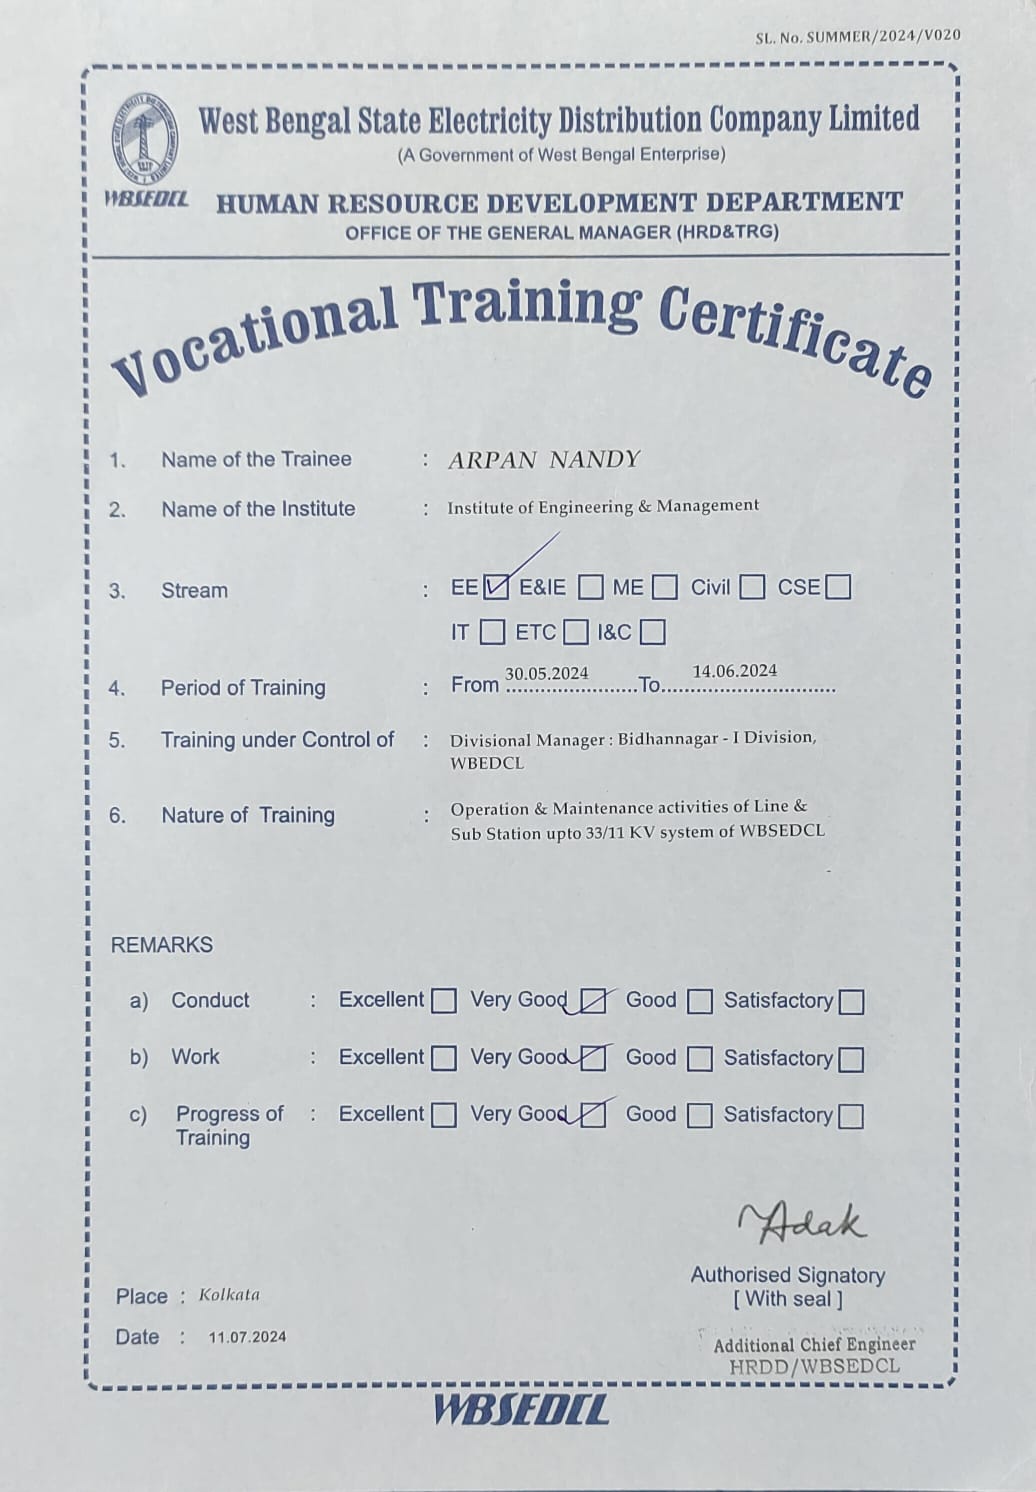 SL. No. SUMMER/2024/V020
West Bengal State Electricity Distribution Company Limited
(A Government of West Bengal Enterprise)
WBSEDCL
HUMAN RESOURCE DEVELOPMENT DEPARTMENT
OFFICE OF THE GENERAL MANAGER (HRD&TRG)
Vocational Training Certificate
1. Name of the Trainee : ARPAN NANDY
2. Name of the Institute : Institute of Engineering & Management
3. Stream : EE E&IE ME Civil CSE
IT ETC I&C
4. Period of Training : From 30.05.2024 To 14.06.2024
5. Training under Control of : Divisional Manager : Bidhannagar - I Division,
WBEDCL
6. Nature of Training : Operation & Maintenance activities of Line &
Sub Station upto 33/11 KV system of WBSEDCL
REMARKS
a) Conduct : Excellent Very Good Good Satisfactory
b) Work : Excellent Very Good Good Satisfactory
c) Progress of : Excellent Very Good Good Satisfactory
Training
Adak
Authorised Signatory
[ With seal ]
Place : Kolkata
Date : 11.07.2024
Additional Chief Engineer
HRDD/WBSEDCL
WBSEDCL